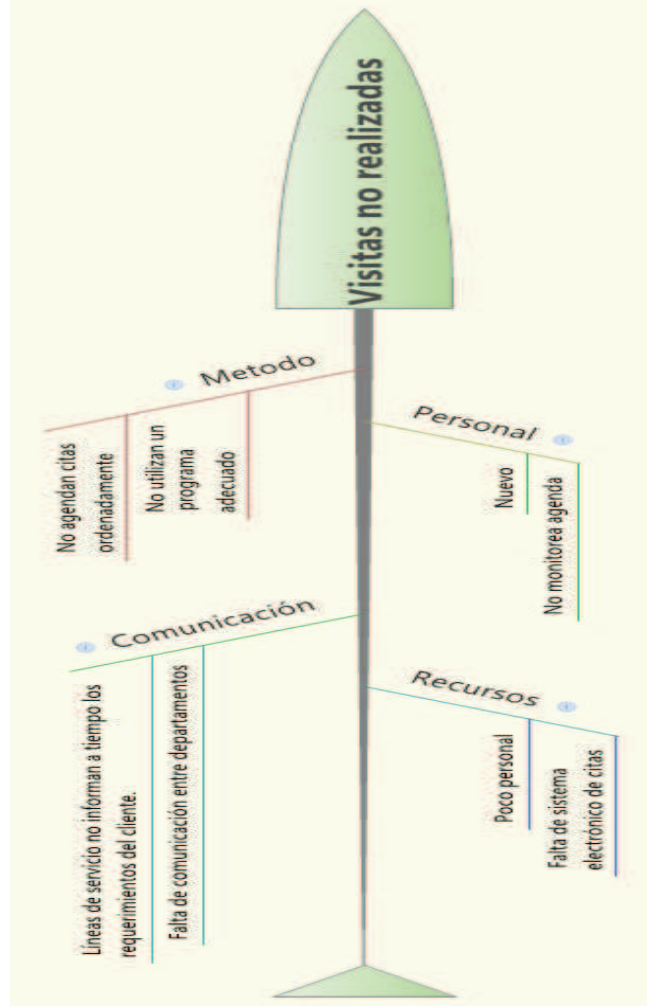 Visitas no realizadas
Metodo
No agendan citas
ordenadamente
No utilizan un
programa
adecuado
Comunicación
Líneas de servicio no informan a tiempo los
requerimientos del cliente.
Falta de comunicación entre departamentos
Personal
Nuevo
No monitorea agenda
Recursos
Poco personal
Falta de sistema
electrónico de citas